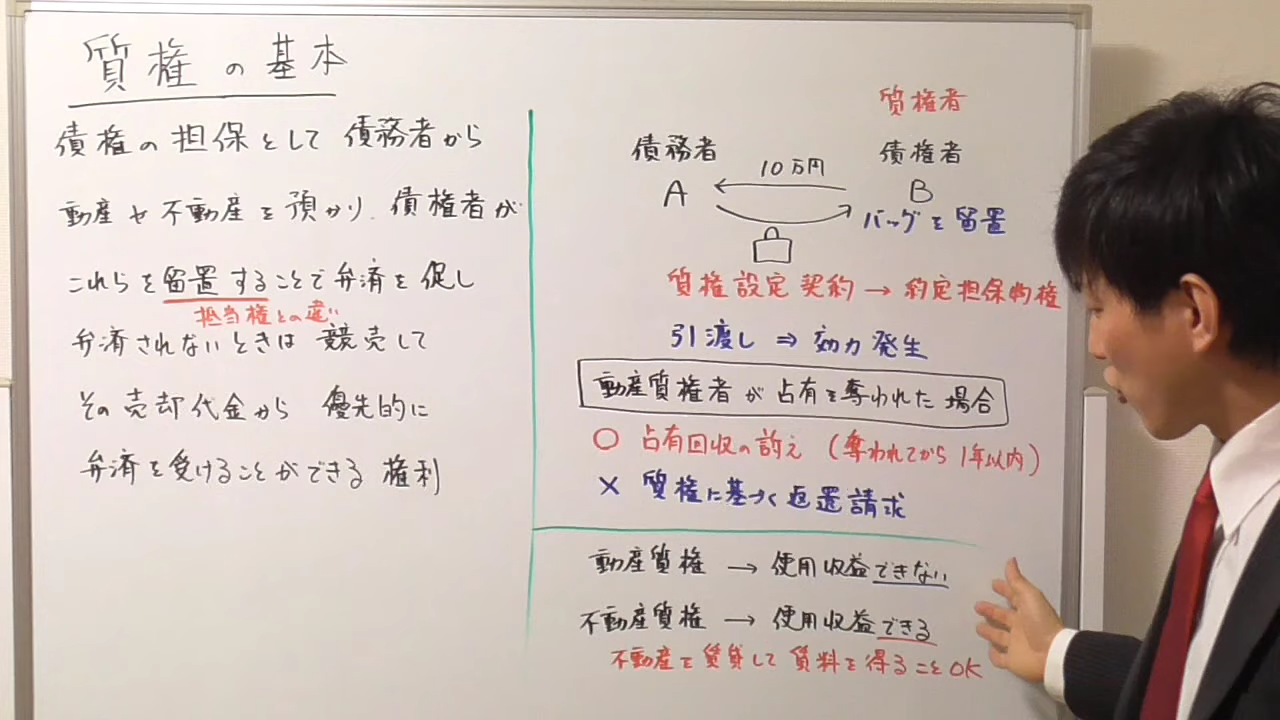 質権の基本
債権の担保として債務者から
動産や不動産を預かり、債権者が
これらを留置することで弁済を促し
抵当権との違い
弁済されないときは競売して
その売却代金から優先的に
弁済を受けることができる権利
質権者
債務者 債権者
10万円
A B
バッグを留置
質権設定契約→約定担保物権
引渡し⇒効力発生
動産質権者が占有を奪われた場合
○ 占有回収の訴え(奪われてから1年以内)
× 質権に基づく返還請求
動産質権 → 使用収益できない
不動産質権 → 使用収益できる
不動産を賃貸して賃料を得ることOK